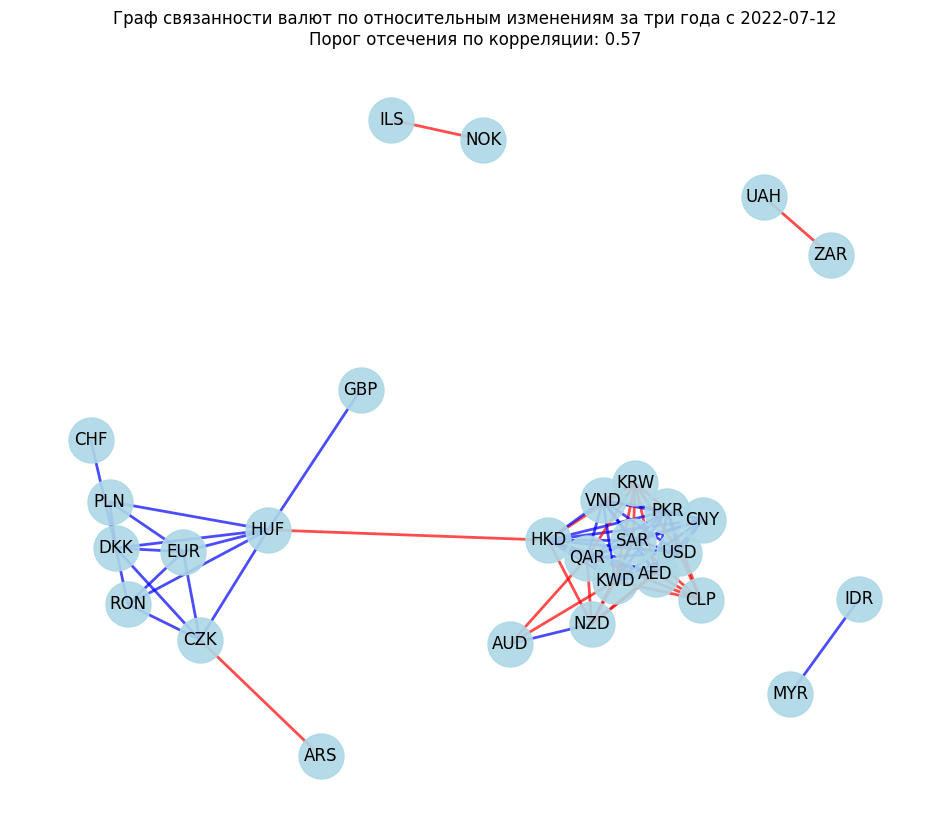 Граф связанности валют по относительным изменениям за три года с 2022-07-12
Порог отсечения по корреляции: 0.57
ILS
NOK
UAH
ZAR
GBP
CHF
PLN
HUF
DKK
EUR
RON
CZK
ARS
KRW
VND
PKR
CNY
HKD
SAR
QAR
USD
KWD
AED
CLP
NZD
AUD
IDR
MYR